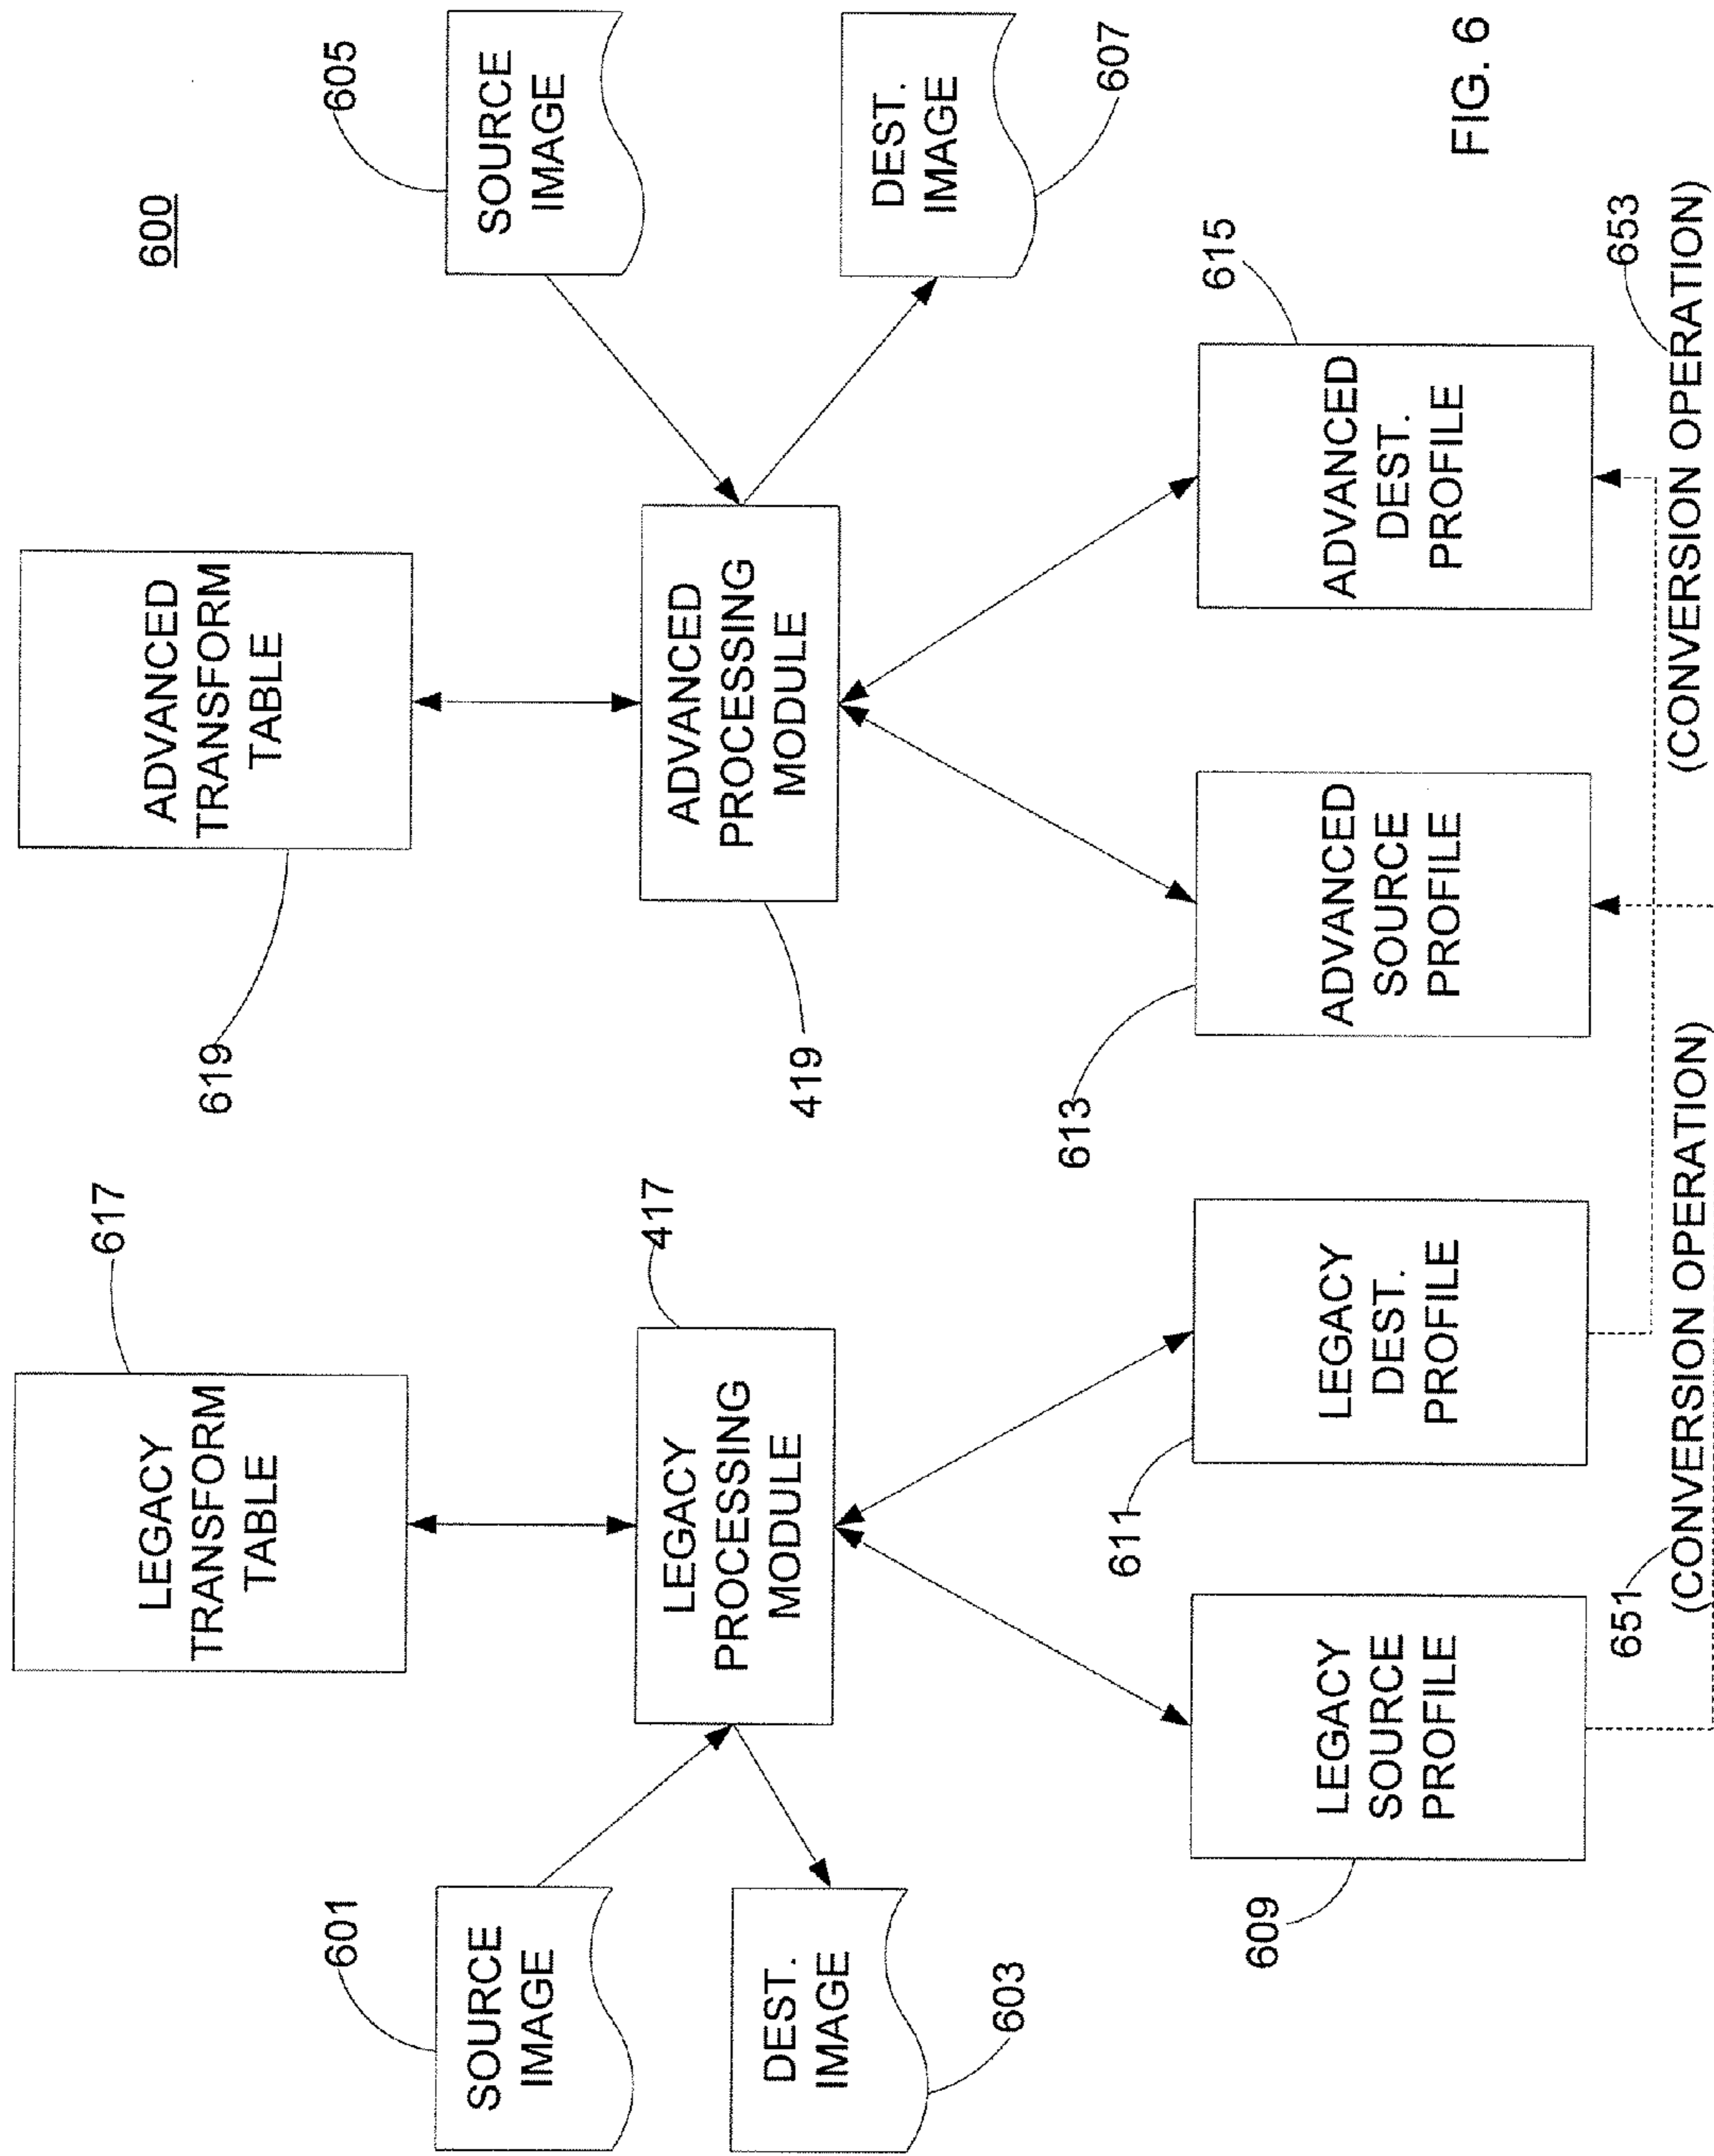 600
617
LEGACY
TRANSFORM
TABLE
619
ADVANCED
TRANSFORM
TABLE
601
SOURCE
IMAGE
417
LEGACY
PROCESSING
MODULE
419
ADVANCED
PROCESSING
MODULE
605
SOURCE
IMAGE
DEST.
IMAGE
603
DEST.
IMAGE
607
609
LEGACY
SOURCE
PROFILE
611
LEGACY
DEST.
PROFILE
613
ADVANCED
SOURCE
PROFILE
615
ADVANCED
DEST.
PROFILE
651
(CONVERSION OPERATION)
653
(CONVERSION OPERATION)
FIG. 6